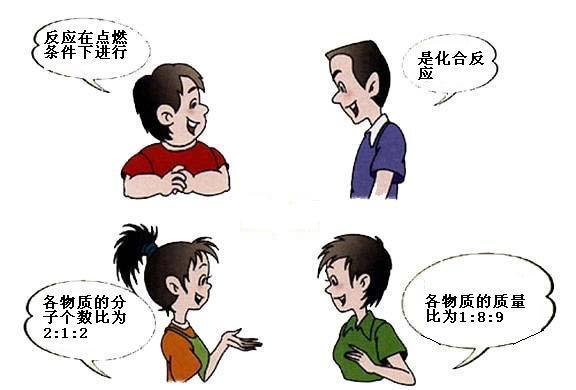 反应在点燃
条件下进行
是化合反
应
各物质的分
子个数比为
2:1:2
各物质的质量
比为1:8:9